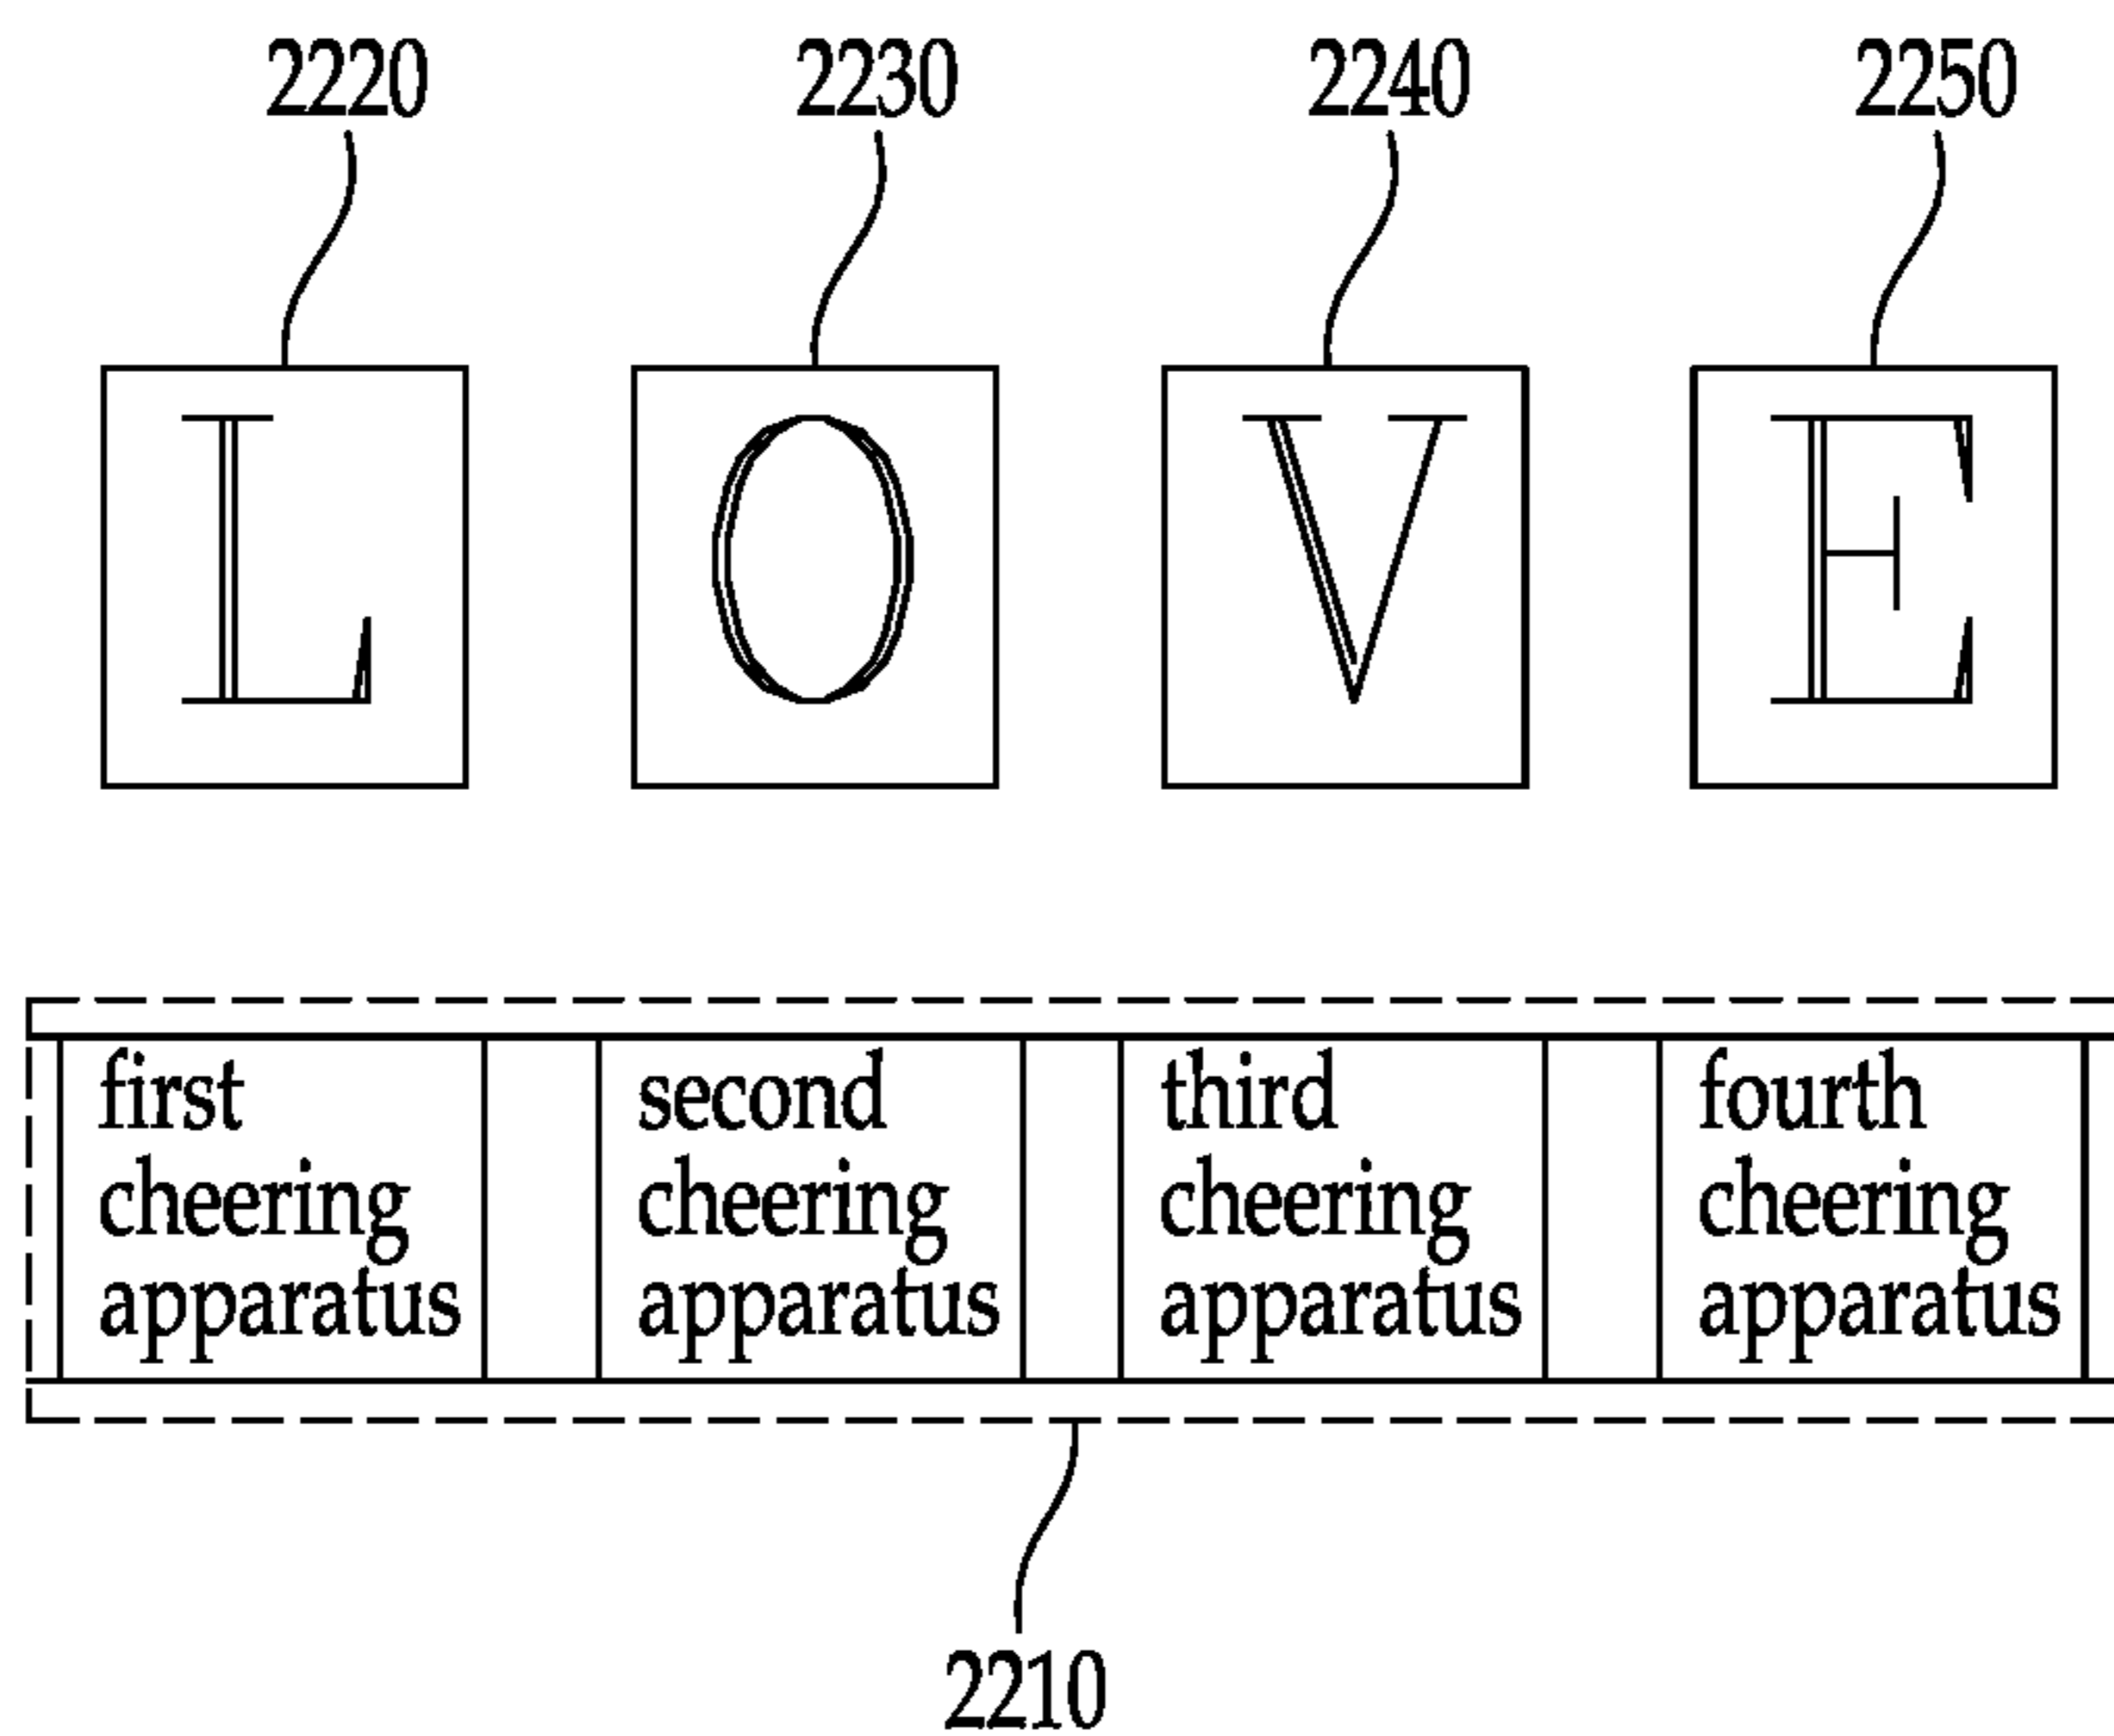 2220 2230 2240 2250
L O V E
first second third fourth
cheering cheering cheering cheering
apparatus apparatus apparatus apparatus
2210